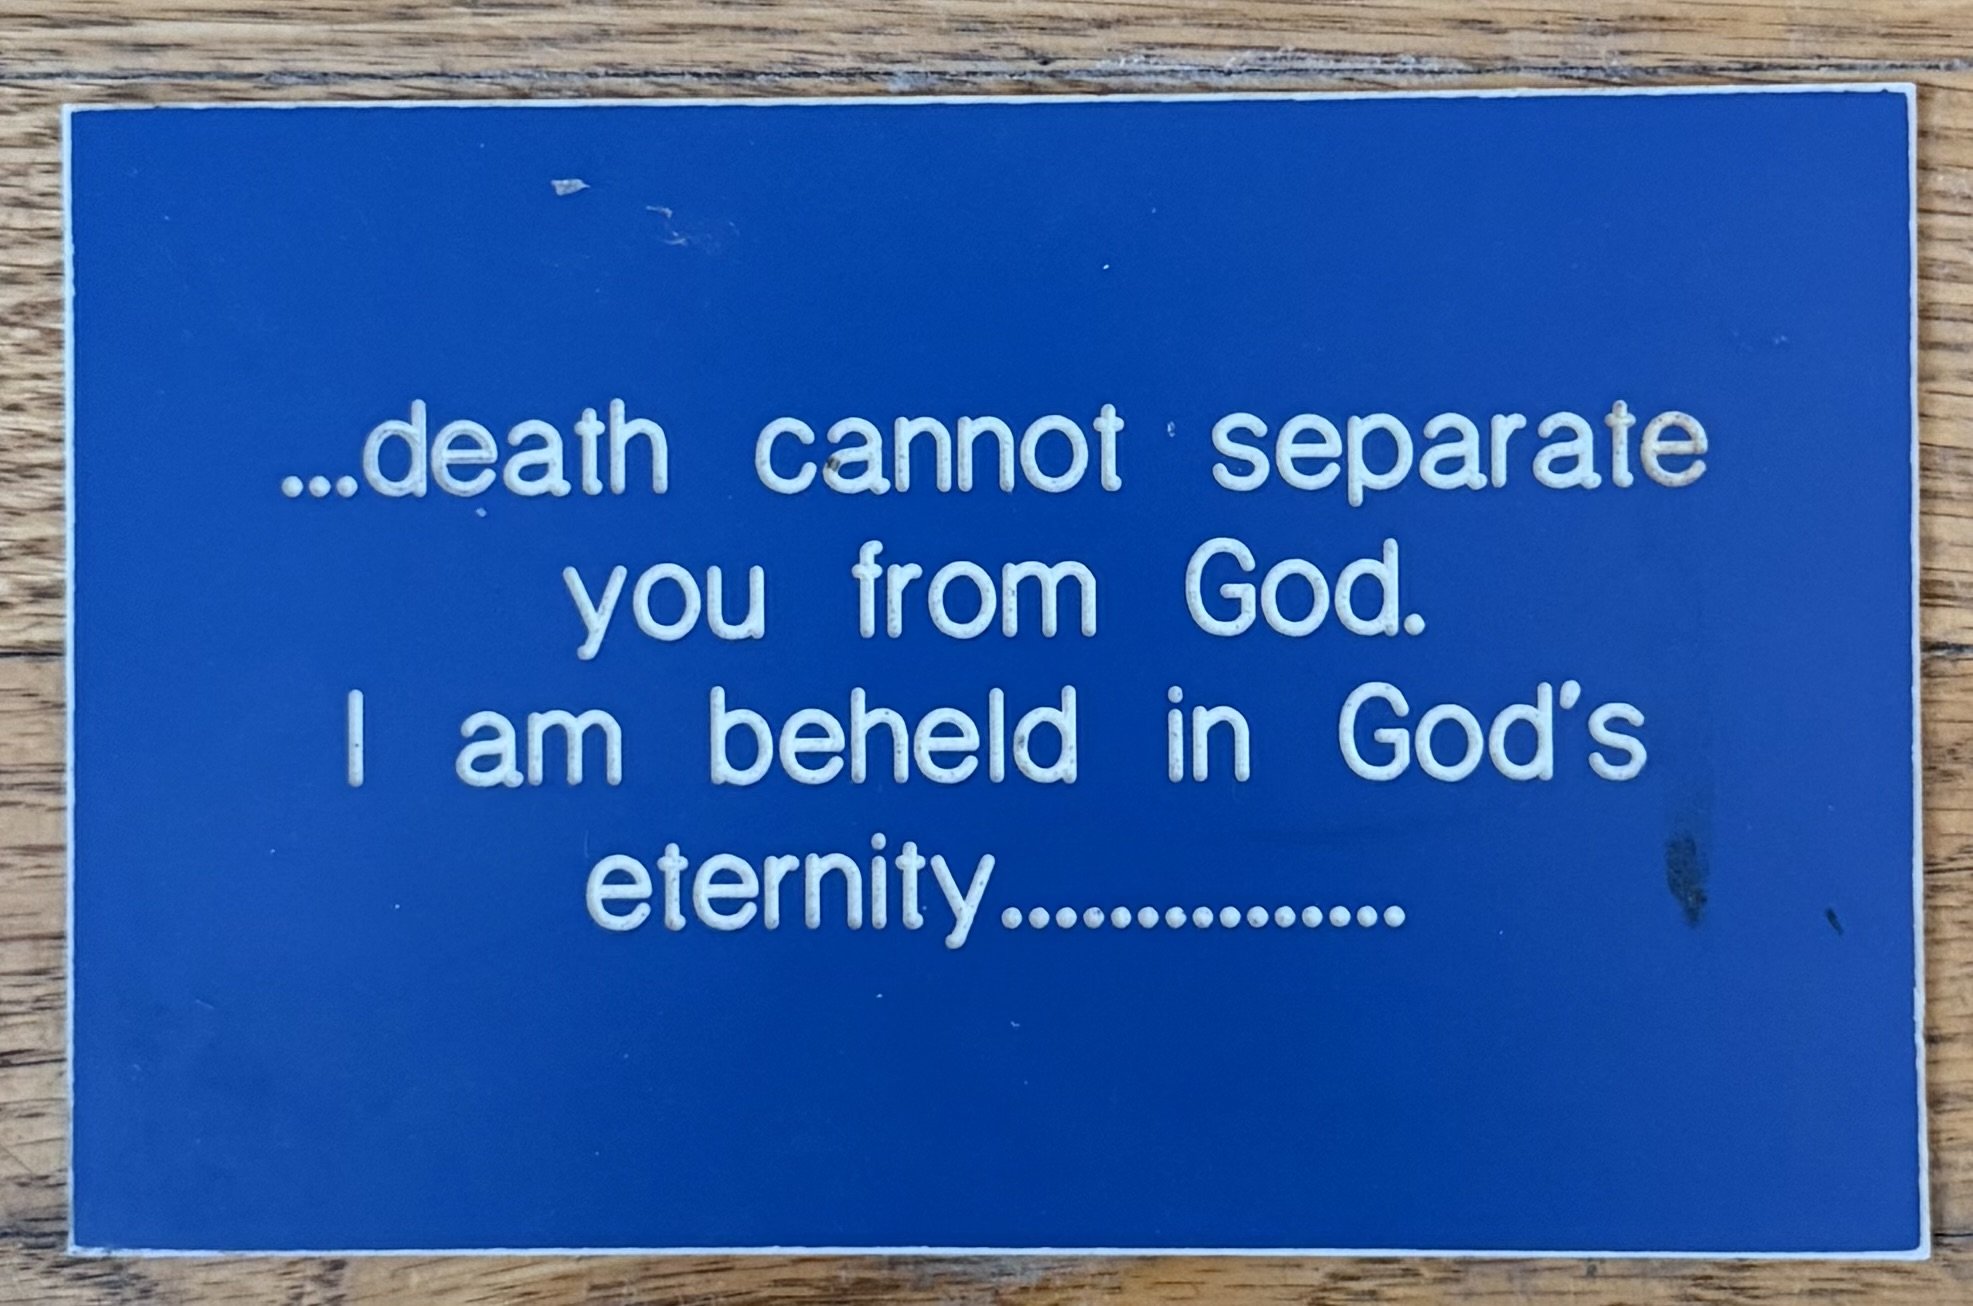 ...death cannot separate
you from God.
I am beheld in God's
eternity...............